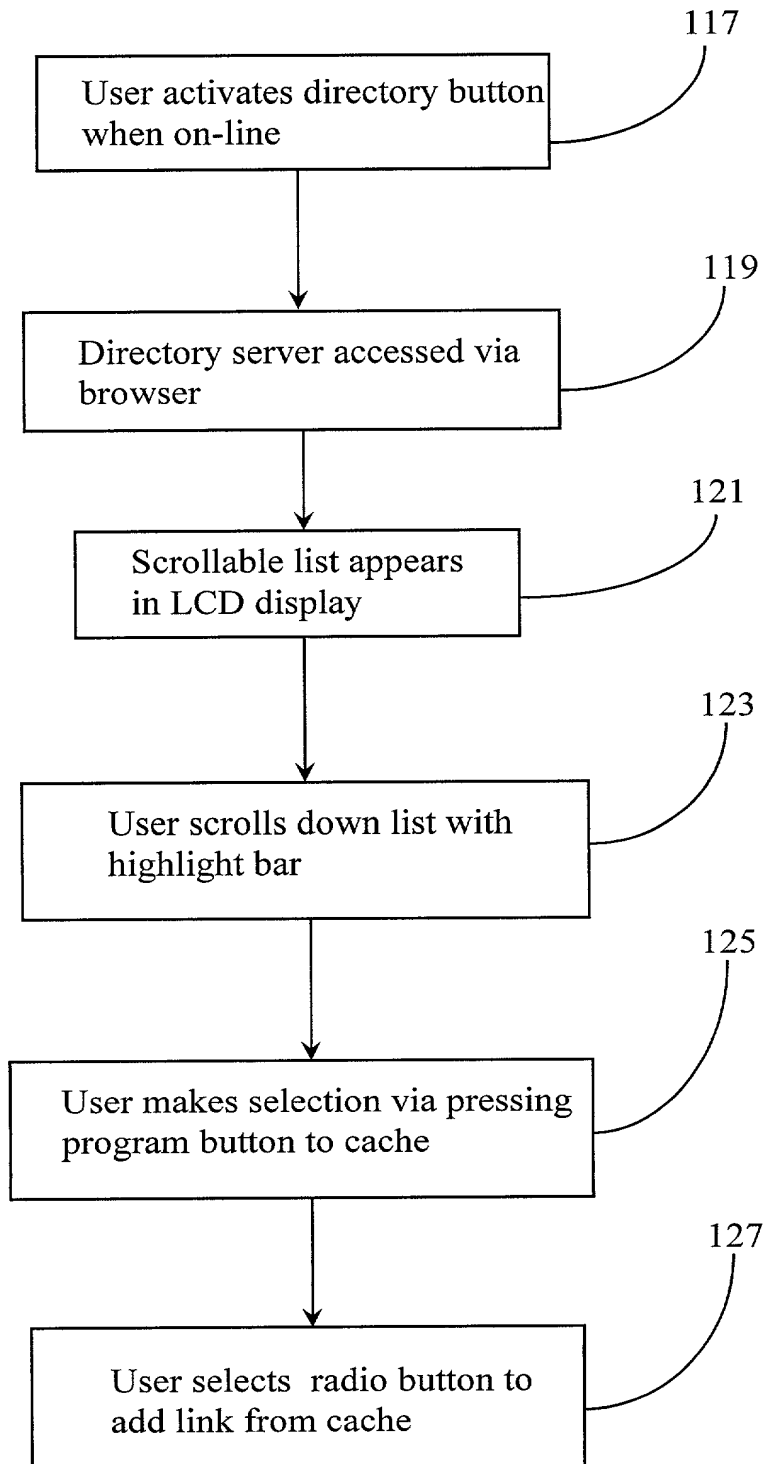 117
User activates directory button
when on-line
119
Directory server accessed via
browser
121
Scrollable list appears
in LCD display
123
User scrolls down list with
highlight bar
125
User makes selection via pressing
program button to cache
127
User selects radio button to
add link from cache